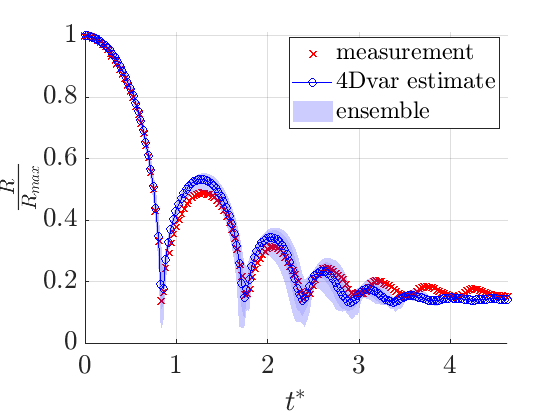 1
0.8
0.6
0.4
0.2
0
0 1 2 3 4
R
R_max
t*
measurement
4Dvar estimate
ensemble